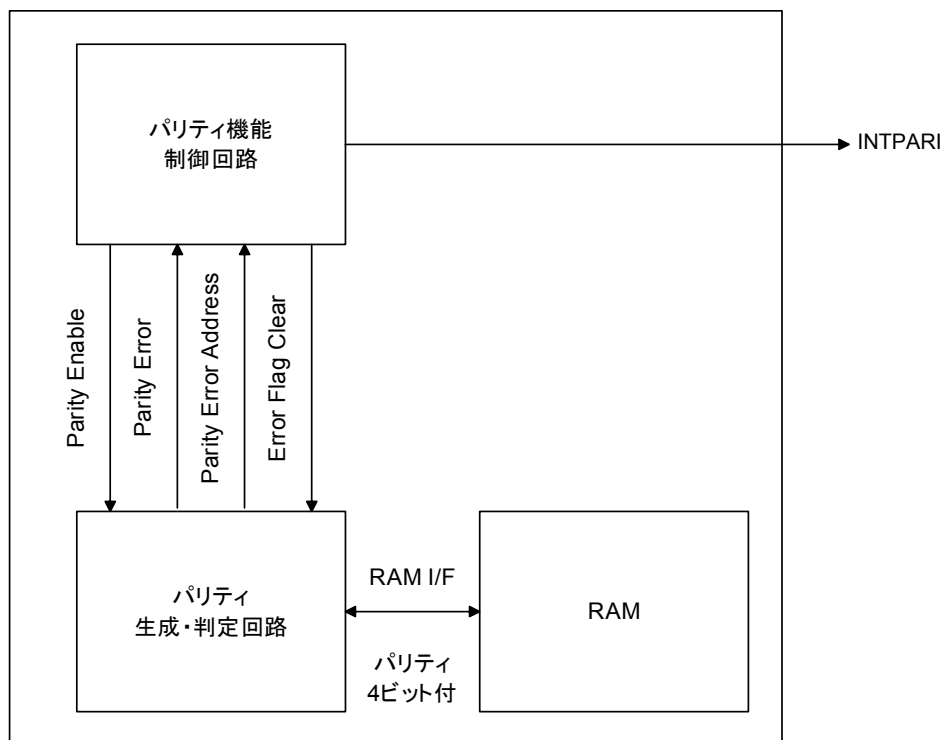 パリティ機能
制御回路
INTPARI
Parity Enable
Parity Error
Parity Error Address
Error Flag Clear
パリティ
生成・判定回路
RAM I/F
パリティ
4ビット付
RAM